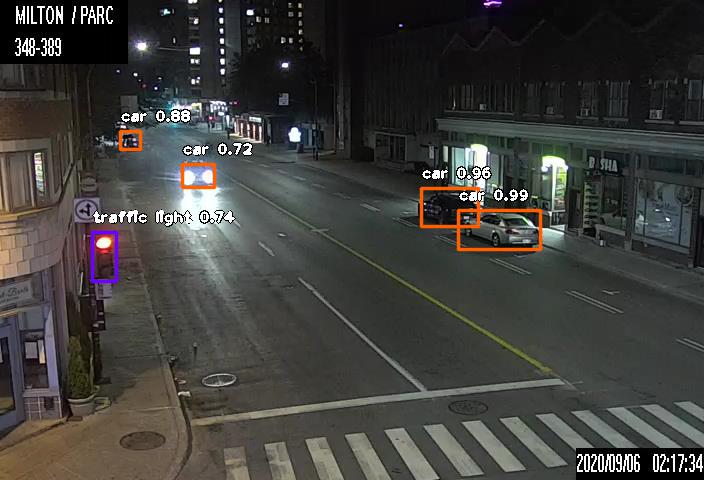 MILTON / PARC
348-389
car 0.88
car 0.72
car 0.96
car 0.99
traffic light 0.74
2020/09/06 02:17:34